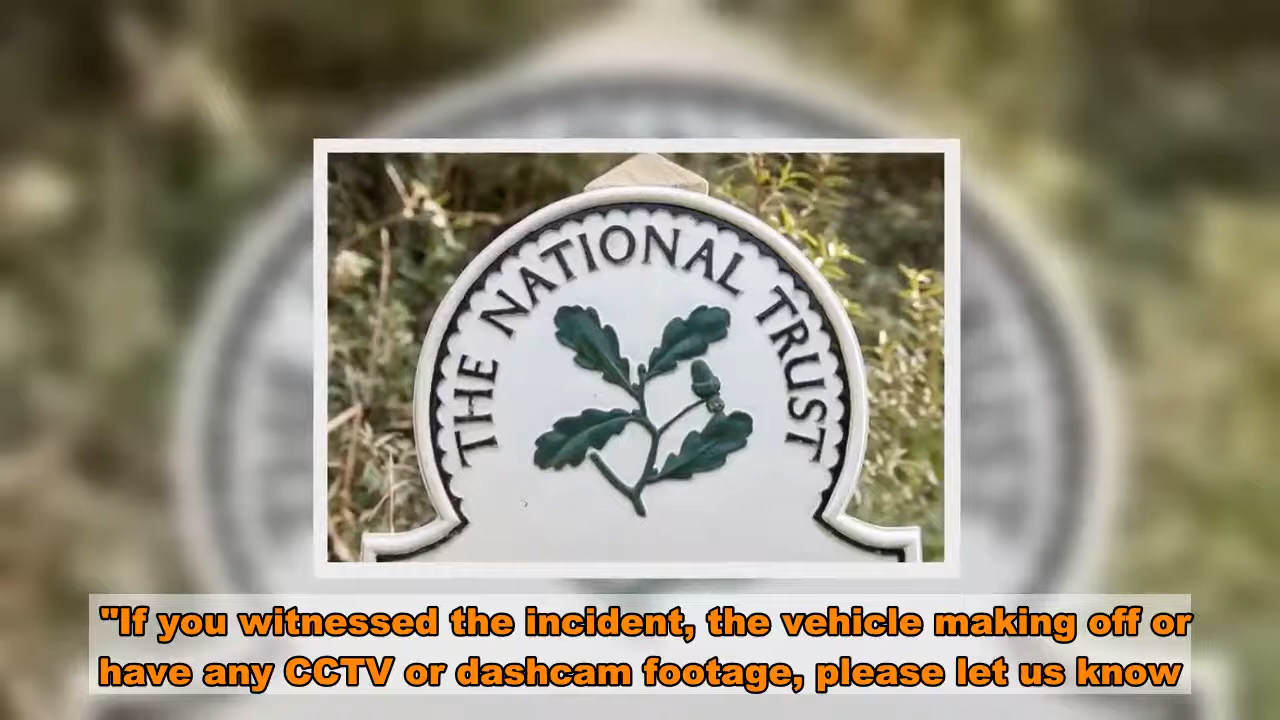 THE NATIONAL TRUST
"If you witnessed the incident, the vehicle making off or
have any CCTV or dashcam footage, please let us know